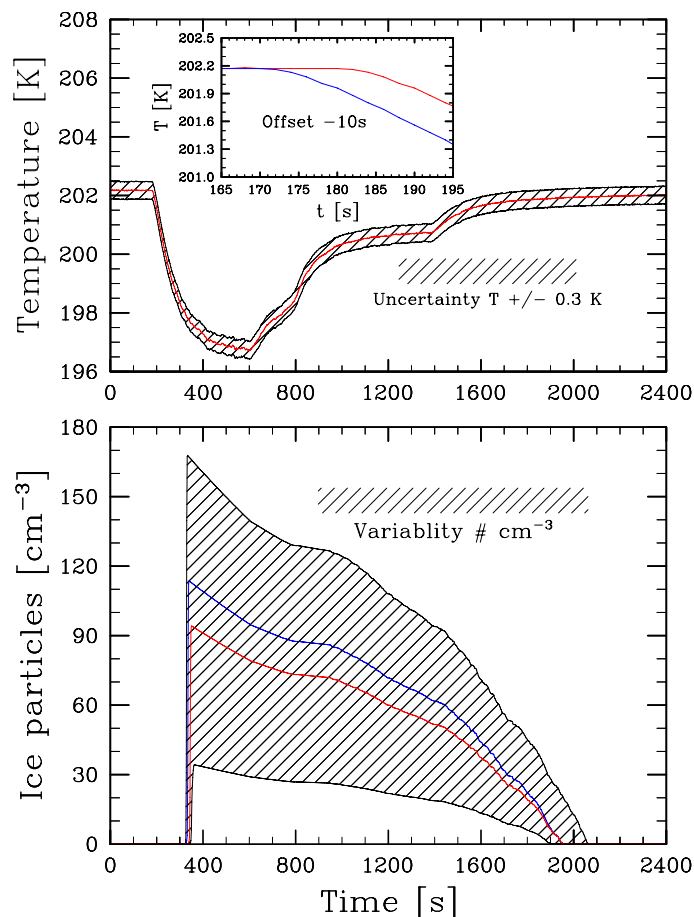 208
206
204
202
200
198
196
Temperature [K]
202.5
202.2
201.9
201.6
201.3
201.0
T [K]
Offset −10s
165 170 175 180 185 190 195
t [s]
Uncertainty T +/− 0.3 K
0 400 800 1200 1600 2000 2400
180
150
120
90
60
30
0
Ice particles [cm−3]
Variablity # cm−3
0 400 800 1200 1600 2000 2400
Time [s]